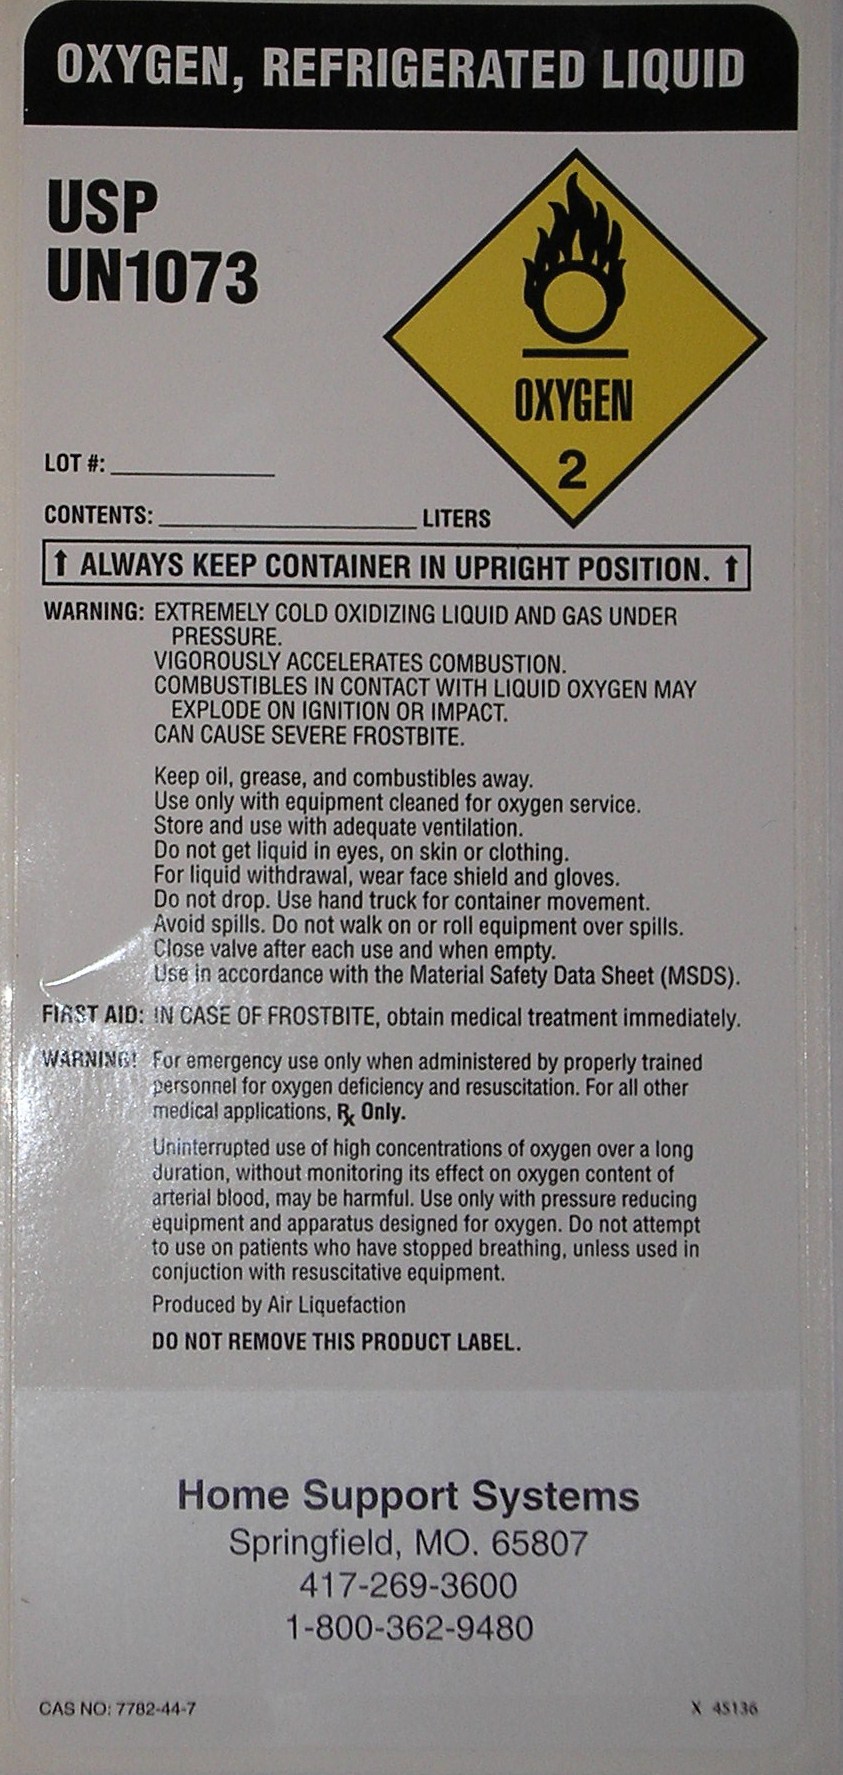 OXYGEN, REFRIGERATED LIQUID
USP
UN1073
OXYGEN
2
LOT #:
CONTENTS: LITERS
↑ ALWAYS KEEP CONTAINER IN UPRIGHT POSITION. ↑
WARNING: EXTREMELY COLD OXIDIZING LIQUID AND GAS UNDER
PRESSURE.
VIGOROUSLY ACCELERATES COMBUSTION.
COMBUSTIBLES IN CONTACT WITH LIQUID OXYGEN MAY
EXPLODE ON IGNITION OR IMPACT.
CAN CAUSE SEVERE FROSTBITE.
Keep oil, grease, and combustibles away.
Use only with equipment cleaned for oxygen service.
Store and use with adequate ventilation.
Do not get liquid in eyes, on skin or clothing.
For liquid withdrawal, wear face shield and gloves.
Do not drop. Use hand truck for container movement.
Avoid spills. Do not walk on or roll equipment over spills.
Close valve after each use and when empty.
Use in accordance with the Material Safety Data Sheet (MSDS).
FIRST AID: IN CASE OF FROSTBITE, obtain medical treatment immediately.
WARNING! For emergency use only when administered by properly trained
personnel for oxygen deficiency and resuscitation. For all other
medical applications, ℞ Only.
Uninterrupted use of high concentrations of oxygen over a long
duration, without monitoring its effect on oxygen content of
arterial blood, may be harmful. Use only with pressure reducing
equipment and apparatus designed for oxygen. Do not attempt
to use on patients who have stopped breathing, unless used in
conjuction with resuscitative equipment.
Produced by Air Liquefaction
DO NOT REMOVE THIS PRODUCT LABEL.
Home Support Systems
Springfield, MO. 65807
417-269-3600
1-800-362-9480
CAS NO: 7782-44-7
X 45136